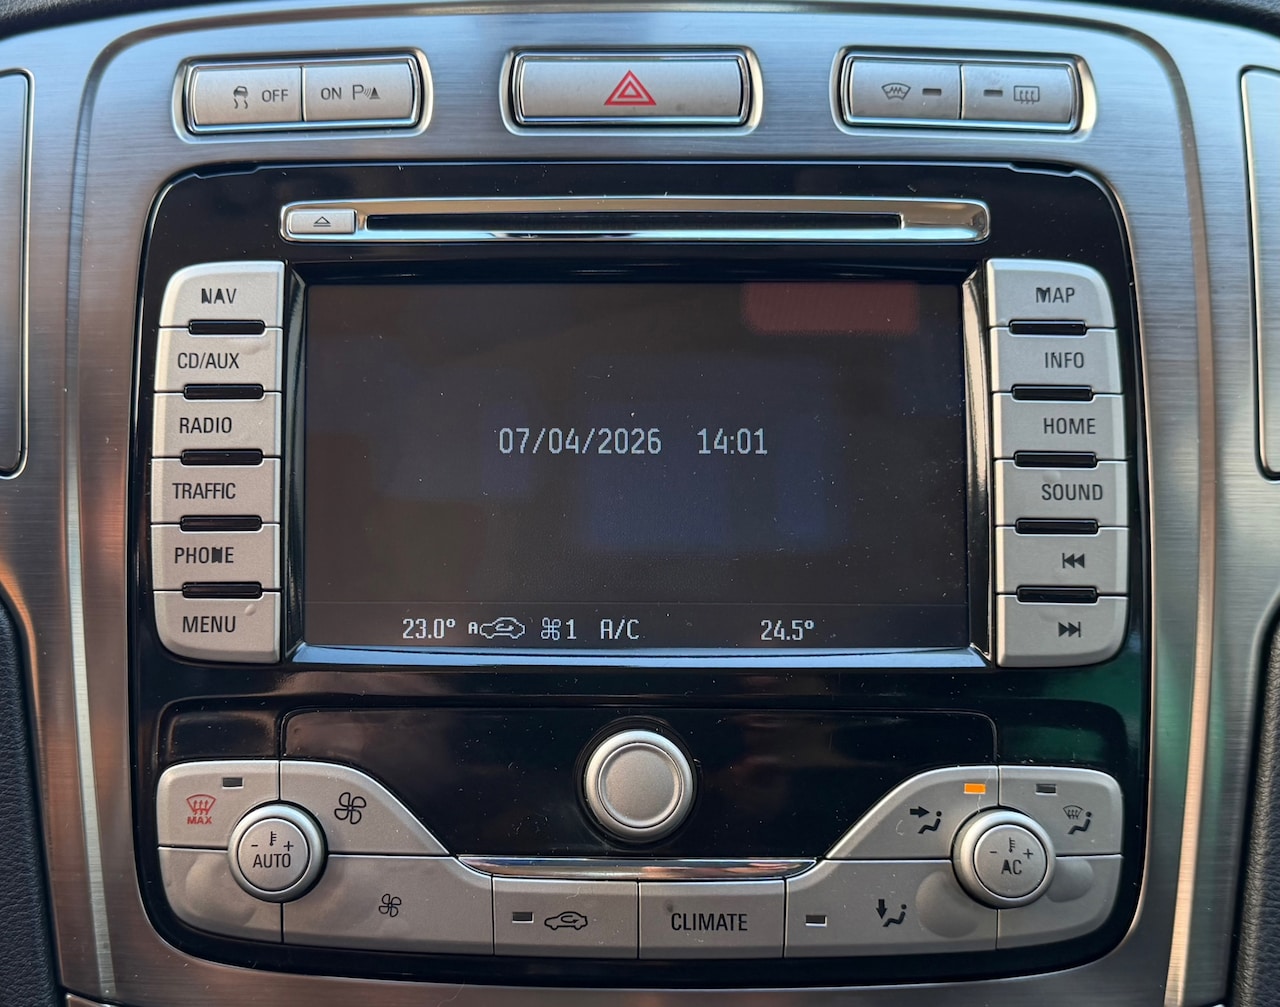 OFF ON P
NAV
CD/AUX
RADIO
TRAFFIC
PHONE
MENU
07/04/2026 14:01
23.0° A 1 A/C 24.5°
MAP
INFO
HOME
SOUND
MAX
- +
AUTO
- +
AC
CLIMATE